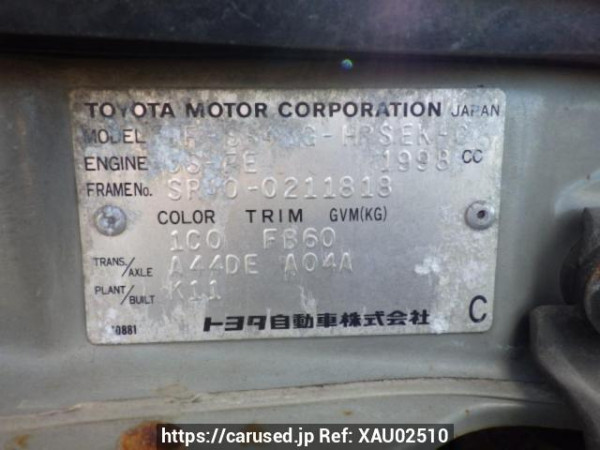 TOYOTA MOTOR CORPORATION JAPAN
MODEL
ENGINE 1998 CC
FRAME No.
COLOR TRIM GVM(KG)
1C0 FB60
TRANS./AXLE A44DE A04A
PLANT/BUILT K11
トヨタ自動車株式会社 C
https://carused.jp Ref: XAU02510